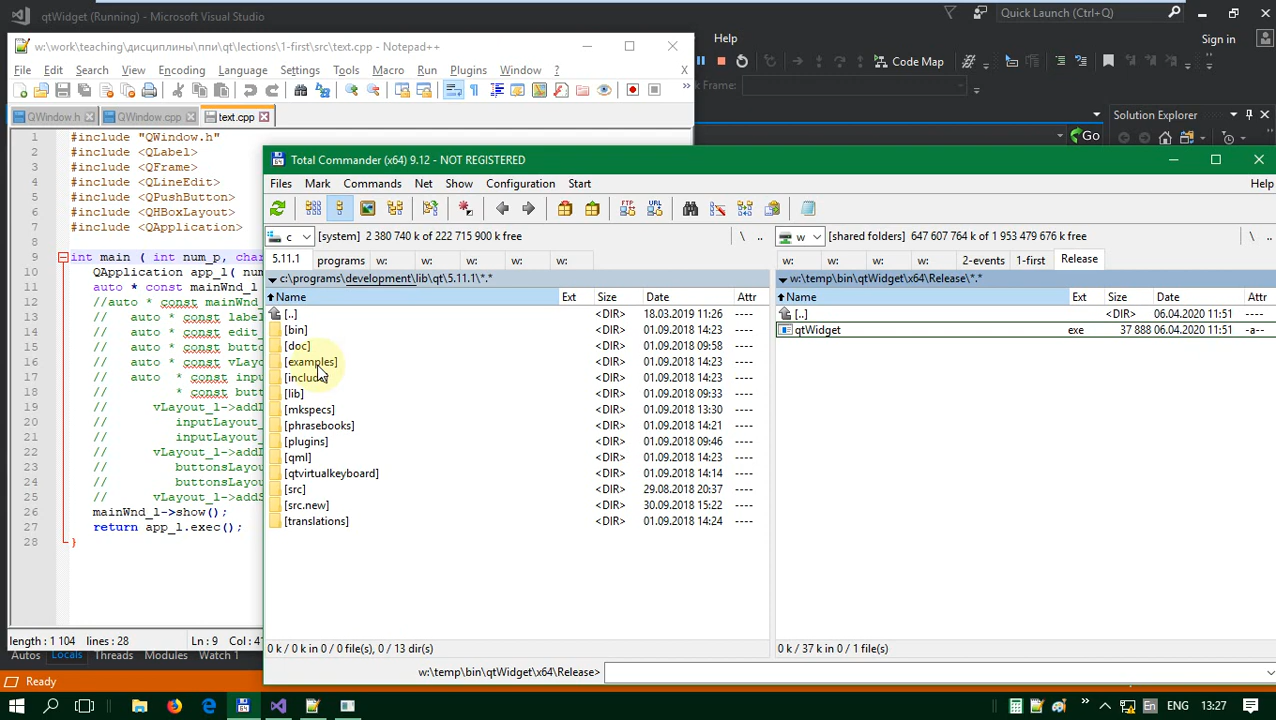 qtWidget (Running) - Microsoft Visual Studio
Quick Launch (Ctrl+Q)
Help
Sign in
Code Map
Frame:
Solution Explorer
Go
w:\work\teaching\дисциплины\ппи\qt\lections\1-first\src\text.cpp - Notepad++
File Edit Search View Encoding Language Settings Tools Macro Run Plugins Window ? X
QWindow.h QWindow.cpp text.cpp
1 #include "QWindow.h"
2 #include <QLabel>
3 #include <QFrame>
4 #include <QLineEdit>
5 #include <QPushButton>
6 #include <QHBoxLayout>
7 #include <QApplication>
8
9 int main ( int num_p, char
10 QApplication app_l( num
11 auto * const mainWnd_l
12 //auto * const mainWn
13 // auto * const label
14 // auto * const edit_
15 // auto * const butto
16 // auto * const vLayo
17 // auto * const input
18 // * const butt
19 // vLayout_l->addL
20 // inputLayout_
21 // inputLayout_
22 // vLayout_l->addL
23 // buttonsLayou
24 // buttonsLayou
25 // vLayout_l->addS
26 mainWnd_l->show();
27 return app_l.exec();
28 }
length : 1 104 lines : 28 Ln : 9 Col : 41
Autos Locals Threads Modules Watch 1
Ready
Total Commander (x64) 9.12 - NOT REGISTERED
Files Mark Commands Net Show Configuration Start Help
c [system] 2 380 740 k of 222 715 900 k free \ ..
w [shared folders] 647 607 764 k of 1 953 479 676 k free \ ..
5.11.1 programs w: w: w: w:
w: w: w: 2-events 1-first Release
c:\programs\development\lib\qt\5.11.1\*.*
w:\temp\bin\qtWidget\x64\Release\*.*
Name Ext Size Date Attr
Name Ext Size Date Attr
[..] <DIR> 18.03.2019 11:26 ----
[..] <DIR> 06.04.2020 11:51 ----
[bin] <DIR> 01.09.2018 14:23 ----
qtWidget exe 37 888 06.04.2020 11:51 -a--
[doc] <DIR> 01.09.2018 09:58 ----
[examples] <DIR> 01.09.2018 14:23 ----
[include] <DIR> 01.09.2018 14:23 ----
[lib] <DIR> 01.09.2018 09:33 ----
[mkspecs] <DIR> 01.09.2018 13:30 ----
[phrasebooks] <DIR> 01.09.2018 14:21 ----
[plugins] <DIR> 01.09.2018 09:46 ----
[qml] <DIR> 01.09.2018 14:23 ----
[qtvirtualkeyboard] <DIR> 01.09.2018 14:14 ----
[src] <DIR> 29.08.2018 20:37 ----
[src.new] <DIR> 30.09.2018 15:22 ----
[translations] <DIR> 01.09.2018 14:24 ----
0 k / 0 k in 0 / 0 file(s), 0 / 13 dir(s)
0 k / 37 k in 0 / 1 file(s)
w:\temp\bin\qtWidget\x64\Release>
En ENG 13:27